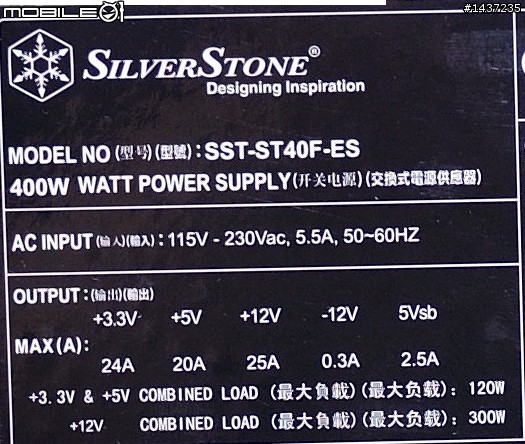 MOBILE01
#1437235
SILVERSTONE®
Designing Inspiration
MODEL NO (型号) (型號) : SST-ST40F-ES
400W WATT POWER SUPPLY (开关电源) (交換式電源供應器)
AC INPUT (输入) (輸入) : 115V - 230Vac, 5.5A, 50~60HZ
OUTPUT : (输出) (輸出)
+3.3V +5V +12V -12V 5Vsb
MAX(A):
24A 20A 25A 0.3A 2.5A
+3.3V & +5V COMBINED LOAD (最大負載) (最大负载): 120W
+12V COMBINED LOAD (最大負載) (最大负载): 300W